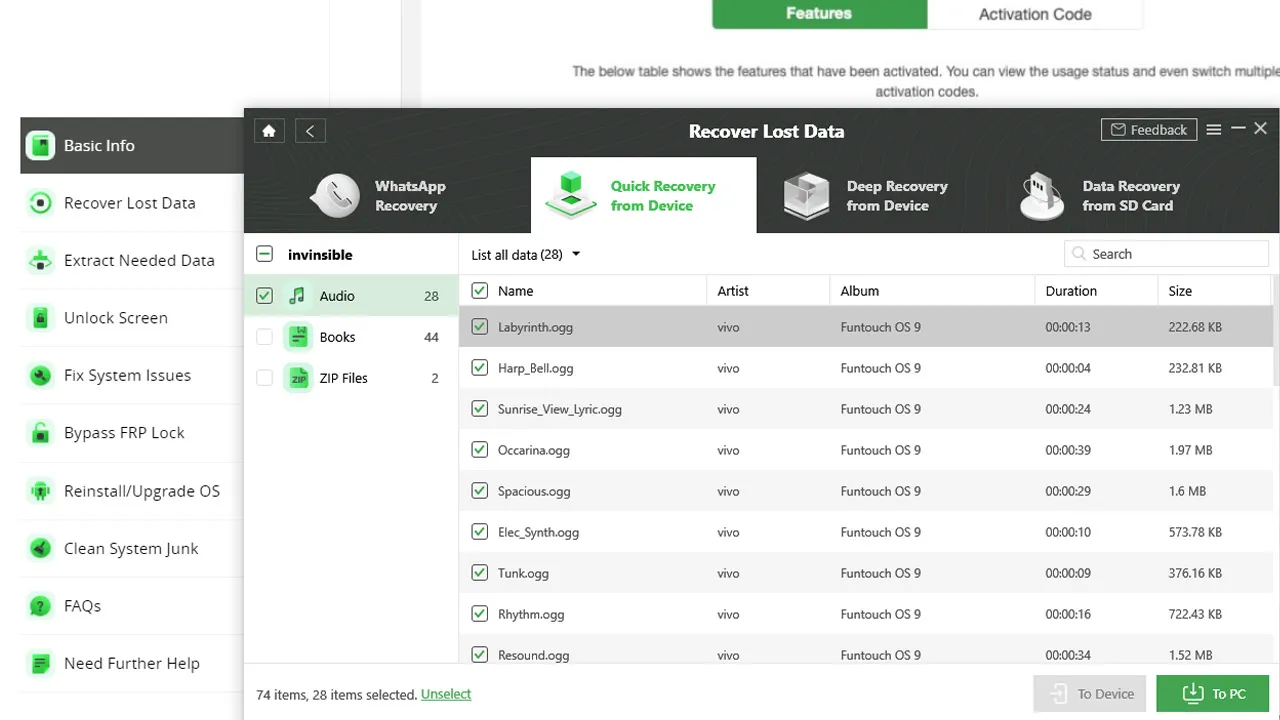 Features
Activation Code
The below table shows the features that have been activated. You can view the usage status and even switch multiple
activation codes.
Basic Info
Recover Lost Data
Extract Needed Data
Unlock Screen
Fix System Issues
Bypass FRP Lock
Reinstall/Upgrade OS
Clean System Junk
FAQs
Need Further Help
Recover Lost Data
Feedback
WhatsApp
Recovery
Quick Recovery
from Device
Deep Recovery
from Device
Data Recovery
from SD Card
invinsible
Audio 28
Books 44
ZIP ZIP Files 2
List all data (28)
Search
Name Artist Album Duration Size
Labyrinth.ogg vivo Funtouch OS 9 00:00:13 222.68 KB
Harp_Bell.ogg vivo Funtouch OS 9 00:00:04 232.81 KB
Sunrise_View_Lyric.ogg vivo Funtouch OS 9 00:00:24 1.23 MB
Occarina.ogg vivo Funtouch OS 9 00:00:39 1.97 MB
Spacious.ogg vivo Funtouch OS 9 00:00:29 1.6 MB
Elec_Synth.ogg vivo Funtouch OS 9 00:00:10 573.78 KB
Tunk.ogg vivo Funtouch OS 9 00:00:09 376.16 KB
Rhythm.ogg vivo Funtouch OS 9 00:00:16 722.43 KB
Resound.ogg vivo Funtouch OS 9 00:00:34 1.52 MB
74 items, 28 items selected. Unselect
To Device
To PC